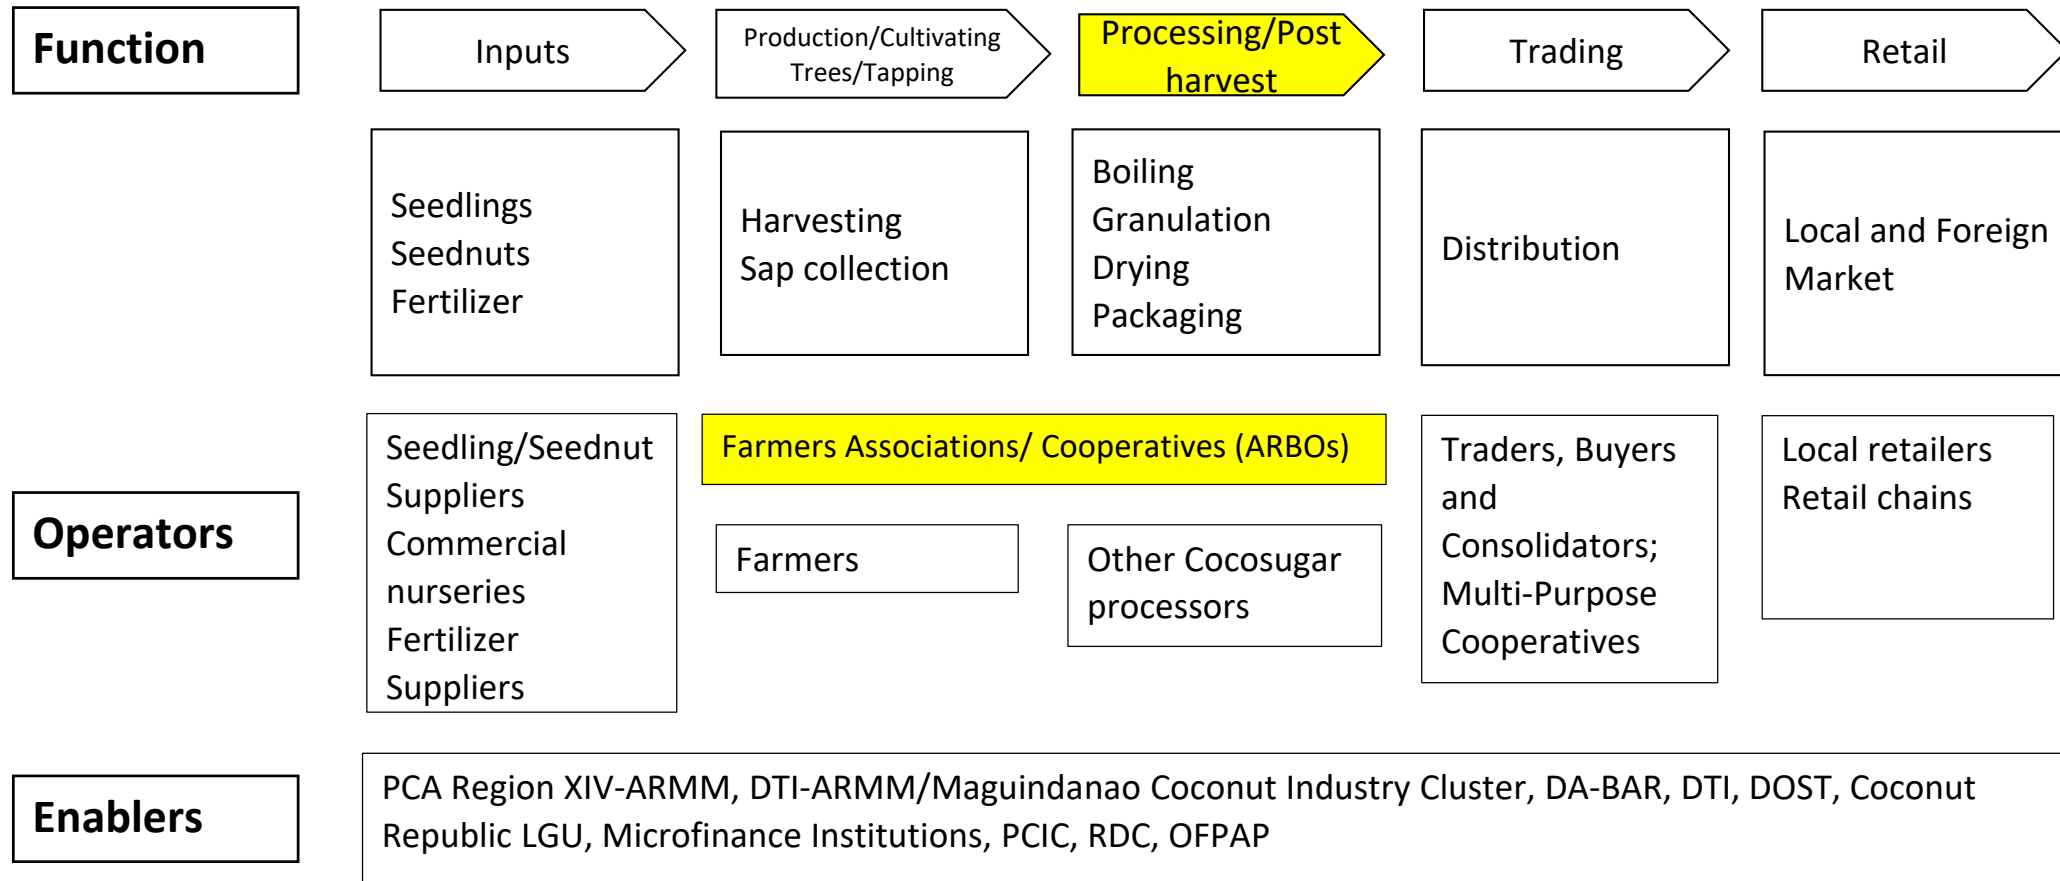 Function
Inputs
Production/Cultivating
Trees/Tapping
Processing/Post
harvest
Trading
Retail
Seedlings
Seednuts
Fertilizer
Harvesting
Sap collection
Boiling
Granulation
Drying
Packaging
Distribution
Local and Foreign
Market
Operators
Seedling/Seednut
Suppliers
Commercial
nurseries
Fertilizer
Suppliers
Farmers Associations/ Cooperatives (ARBOs)
Farmers
Other Cocosugar
processors
Traders, Buyers
and
Consolidators;
Multi-Purpose
Cooperatives
Local retailers
Retail chains
Enablers
PCA Region XIV-ARMM, DTI-ARMM/Maguindanao Coconut Industry Cluster, DA-BAR, DTI, DOST, Coconut
Republic LGU, Microfinance Institutions, PCIC, RDC, OFPAP